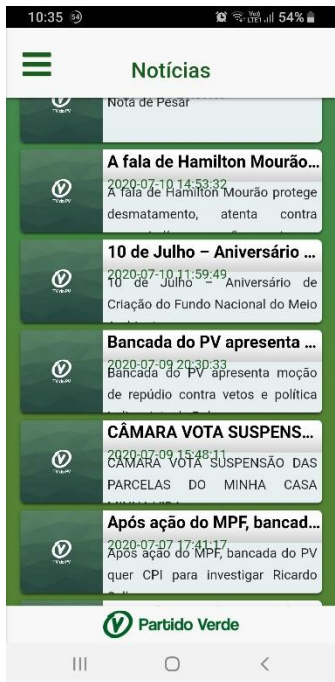 10:35 54 54%
Notícias
Nota de Pesar
A fala de Hamilton Mourão...
2020-07-10 14:53:32
A fala de Hamilton Mourão protege
desmatamento, atenta contra
10 de Julho – Aniversário ...
2020-07-10 11:59:49
10 de Julho – Aniversário de
Criação do Fundo Nacional do Meio
Bancada do PV apresenta ...
2020-07-09 20:30:33
Bancada do PV apresenta moção
de repúdio contra vetos e política
CÂMARA VOTA SUSPENS...
2020-07-09 15:48:11
CÂMARA VOTA SUSPENSÃO DAS
PARCELAS DO MINHA CASA
Após ação do MPF, bancad...
2020-07-07 17:41:17
Após ação do MPF, bancada do PV
quer CPI para investigar Ricardo
Partido Verde